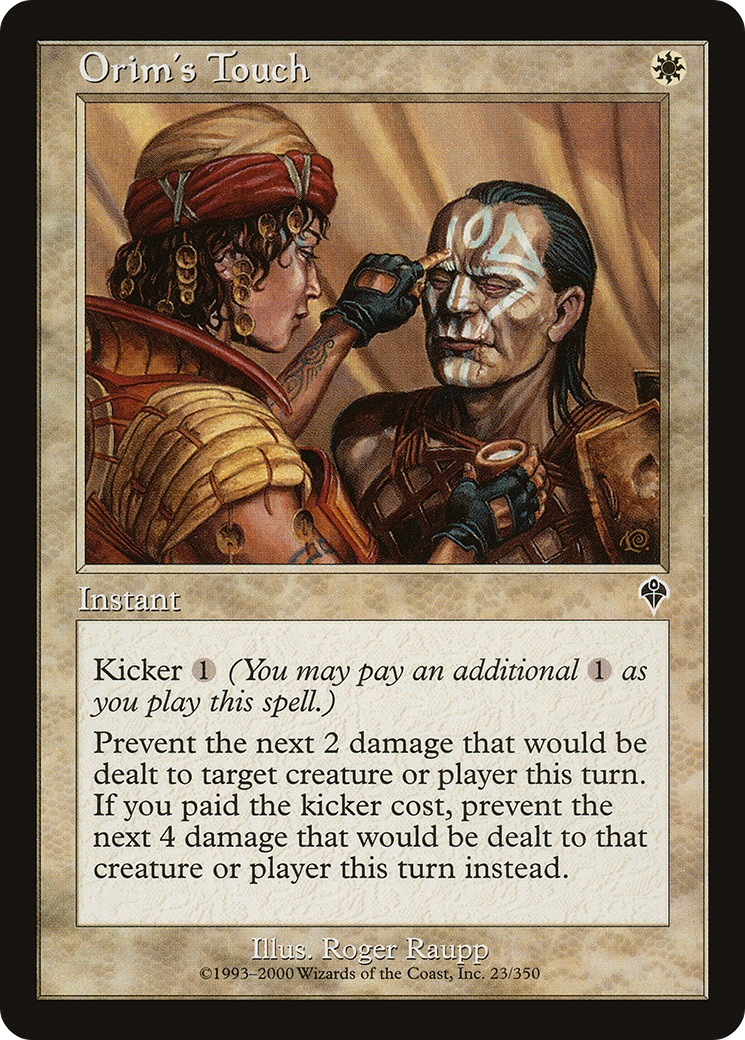 Orim's Touch
Instant
Kicker 1 (You may pay an additional 1 as
you play this spell.)
Prevent the next 2 damage that would be
dealt to target creature or player this turn.
If you paid the kicker cost, prevent the
next 4 damage that would be dealt to that
creature or player this turn instead.
Illus. Roger Raupp
©1993–2000 Wizards of the Coast, Inc. 23/350